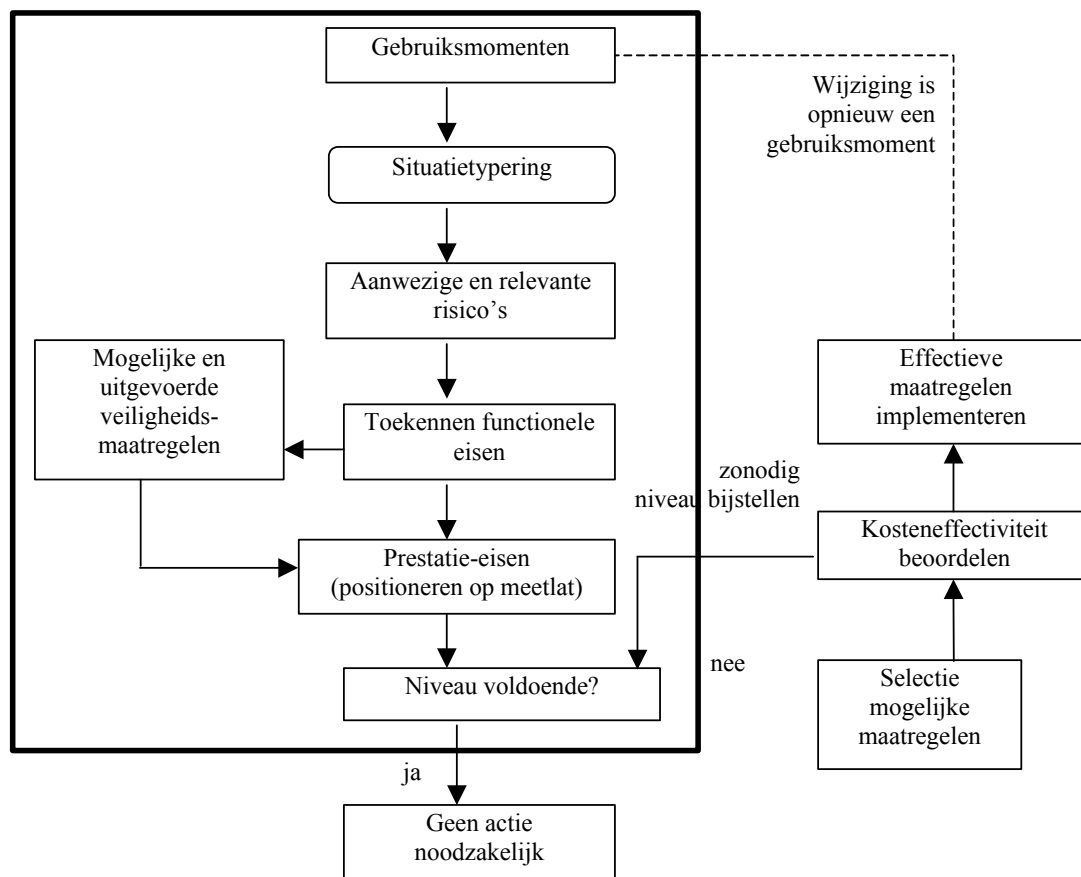 Gebruiksmomenten
Wijziging is
opnieuw een
gebruiksmoment
Situatietypering
Aanwezige en relevante
risico's
Mogelijke en
uitgevoerde
veiligheids-
maatregelen
Toekennen functionele
eisen
Effectieve
maatregelen
implementeren
zonodig
niveau bijstellen
Kosteneffectiviteit
beoordelen
Prestatie-eisen
(positioneren op meetlat)
nee
Niveau voldoende?
Selectie
mogelijke
maatregelen
ja
Geen actie
noodzakelijk